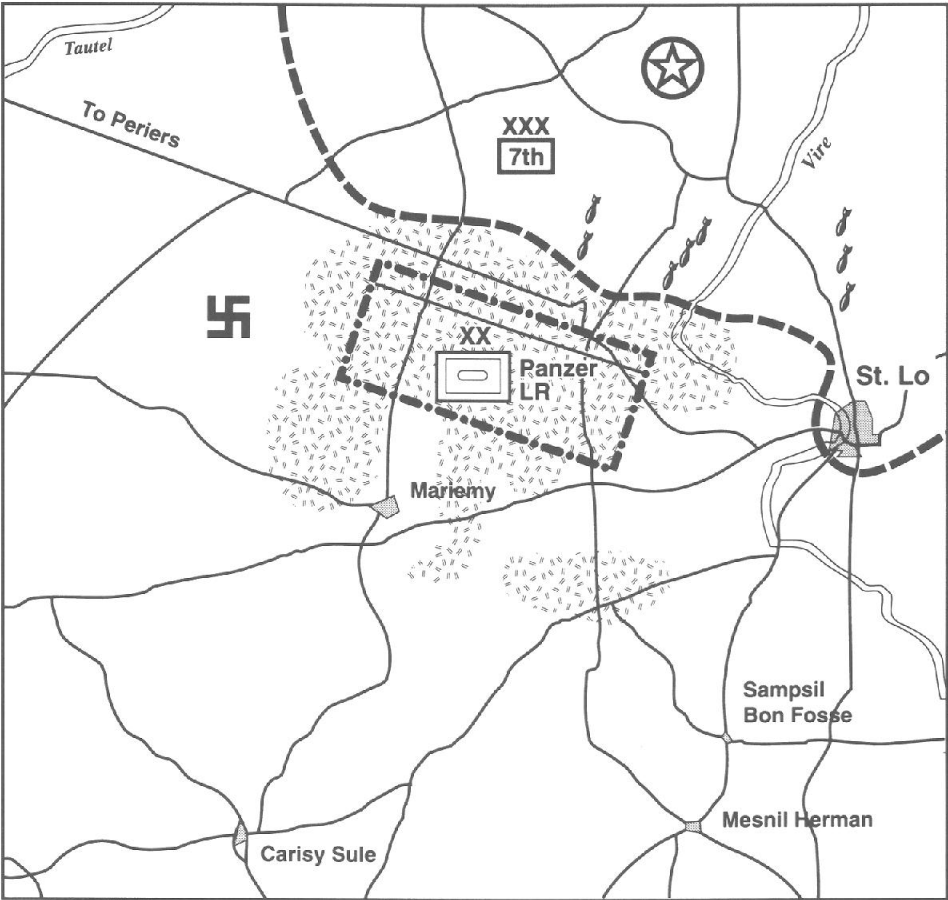 Tautel
To Periers
XXX
7th
Vire
XX
Panzer
LR
St. Lo
Mariemy
Sampsil
Bon Fosse
Mesnil Herman
Carisy Sule